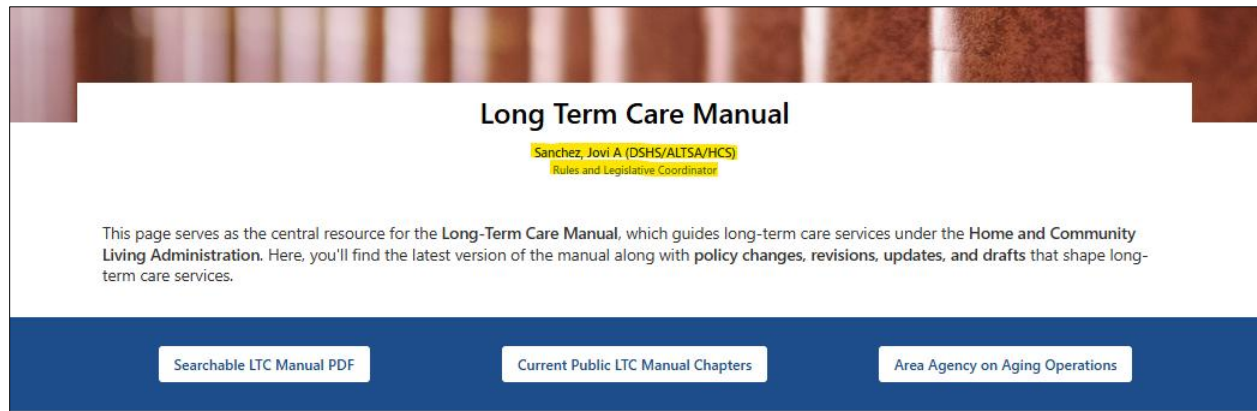 Long Term Care Manual
Sanchez, Jovi A (DSHS/ALTSA/HCS)
Rules and Legislative Coordinator
This page serves as the central resource for the Long-Term Care Manual, which guides long-term care services under the Home and Community
Living Administration. Here, you'll find the latest version of the manual along with policy changes, revisions, updates, and drafts that shape long-
term care services.
Searchable LTC Manual PDF
Current Public LTC Manual Chapters
Area Agency on Aging Operations